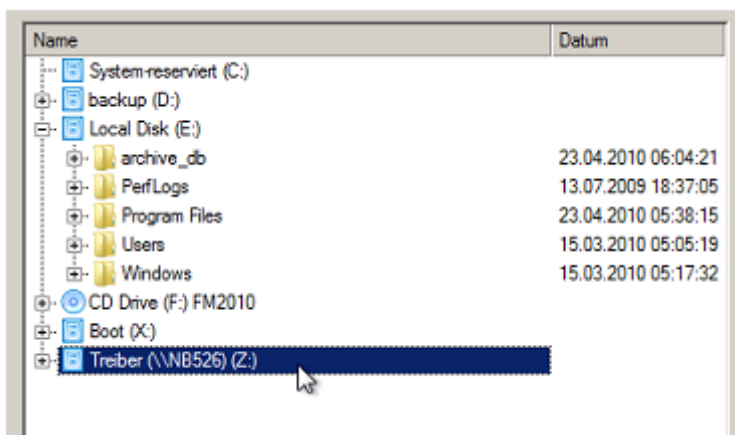 Name Datum
System-reserviert (C:)
backup (D:)
Local Disk (E:)
archive_db 23.04.2010 06:04:21
PerfLogs 13.07.2009 18:37:05
Program Files 23.04.2010 05:38:15
Users 15.03.2010 05:05:19
Windows 15.03.2010 05:17:32
CD Drive (F:) FM2010
Boot (X:)
Treiber (\\NB526) (Z:)